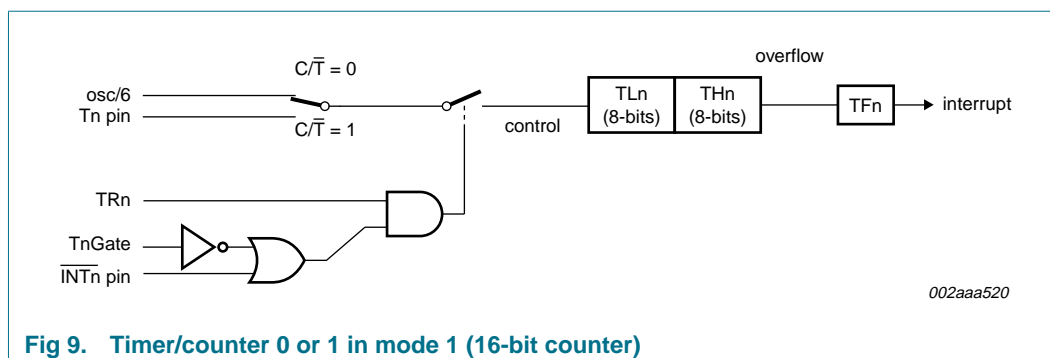 overflow
C/T̅ = 0
osc/6
Tn pin
C/T̅ = 1
control
TLn
(8-bits)
THn
(8-bits)
TFn
interrupt
TRn
TnGate
I̅N̅T̅n̅ pin
002aaa520
Fig 9. Timer/counter 0 or 1 in mode 1 (16-bit counter)